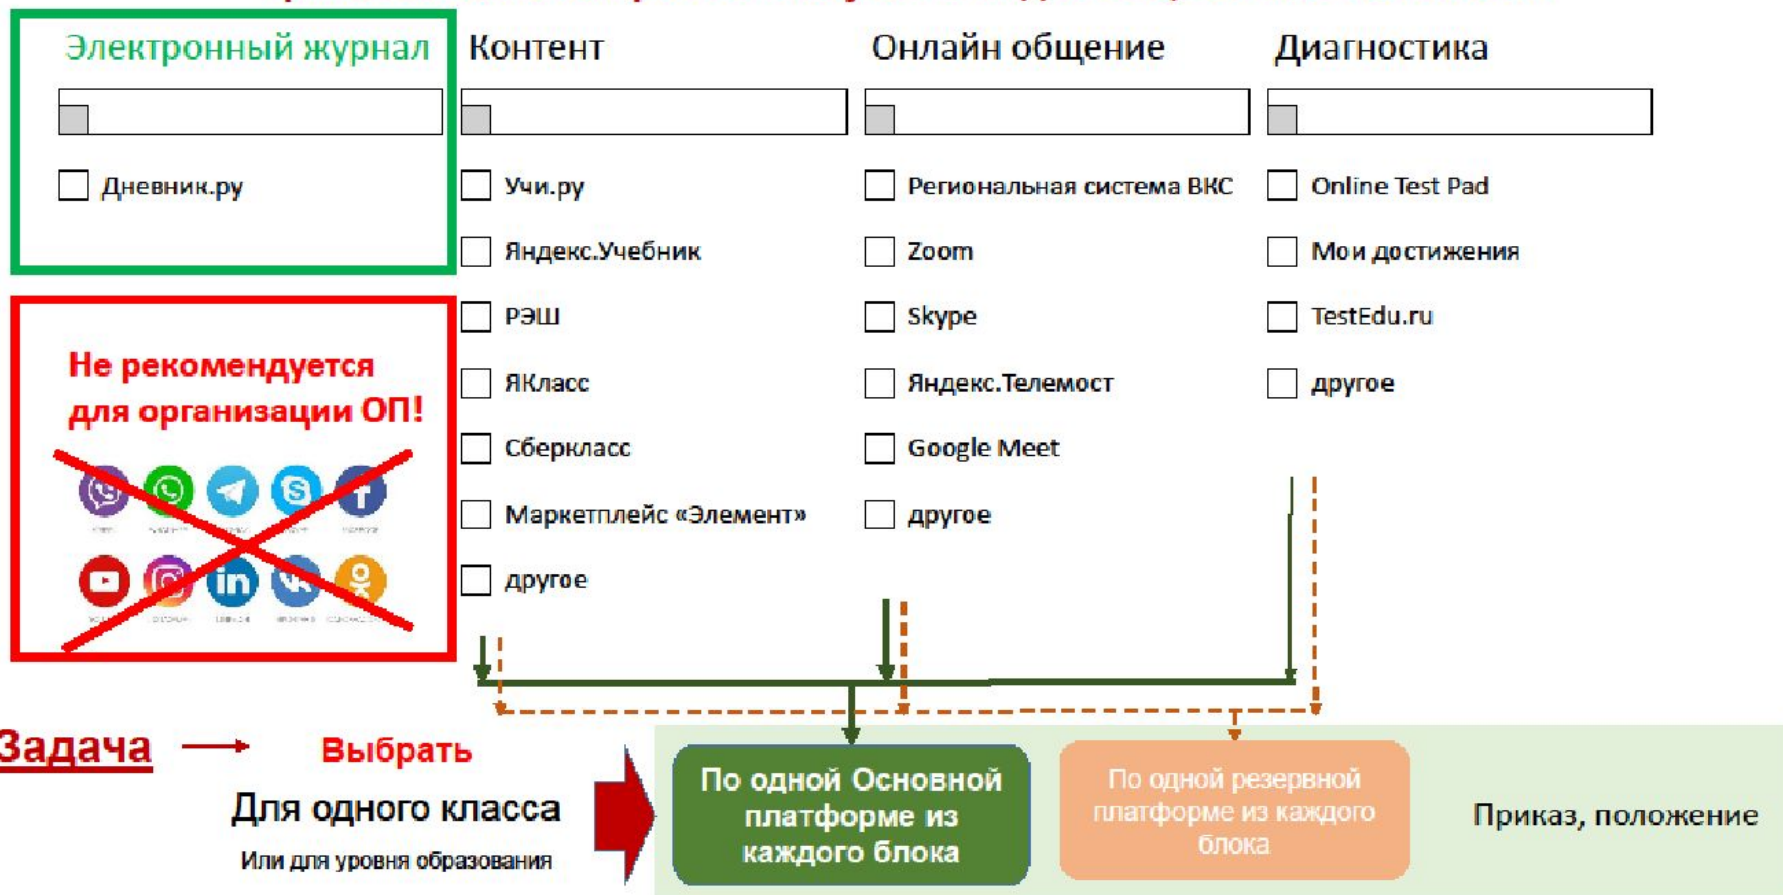 Электронный журнал
Дневник.ру
Не рекомендуется
для организации ОП!
Контент
Учи.ру
Яндекс.Учебник
РЭШ
ЯКласс
Сберкласс
Маркетплейс «Элемент»
другое
Онлайн общение
Региональная система ВКС
Zoom
Skype
Яндекс.Телемост
Google Meet
другое
Диагностика
Online Test Pad
Мои достижения
TestEdu.ru
другое
Задача
Выбрать
Для одного класса
Или для уровня образования
По одной Основной
платформе из
каждого блока
По одной резервной
платформе из каждого
блока
Приказ, положение